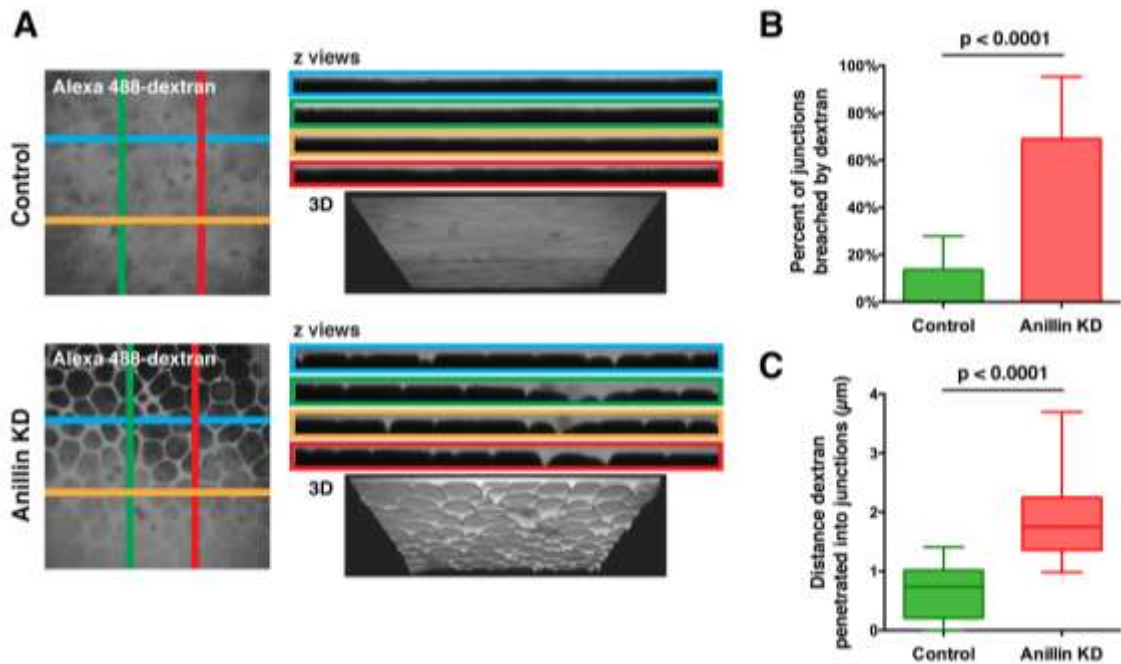 A
Control
Alexa 488-dextran
z views
3D
Anillin KD
Alexa 488-dextran
z views
3D
B
p < 0.0001
Percent of junctions
breached by dextran
100%
80%
60%
40%
20%
0%
Control
Anillin KD
C
p < 0.0001
Distance dextran
penetrated into junctions (μm)
4
3
2
1
0
Control
Anillin KD